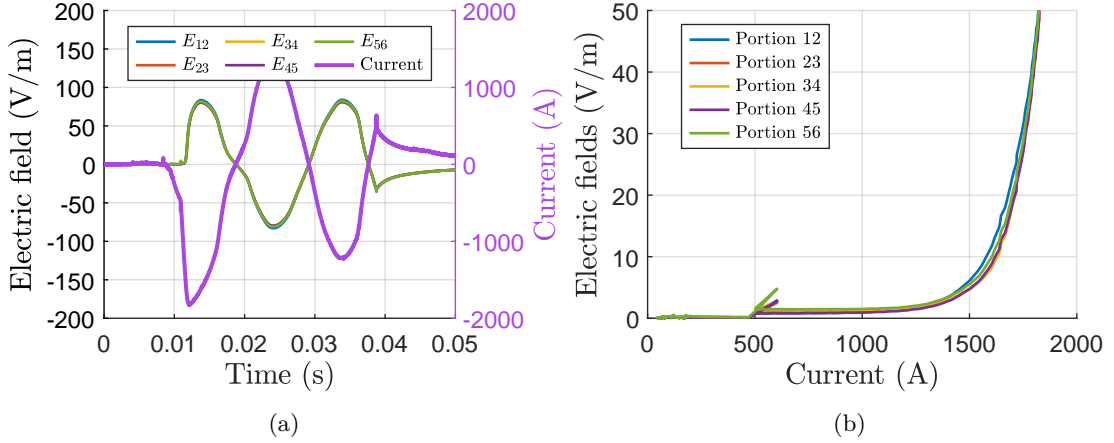 200
150
100
50
0
-50
-100
-150
-200
Electric field (V/m)
E12 E34 E56
E23 E45 Current
2000
1000
0
-1000
-2000
Current (A)
0 0.01 0.02 0.03 0.04 0.05
Time (s)
(a)
50
40
30
20
10
0
Electric fields (V/m)
Portion 12
Portion 23
Portion 34
Portion 45
Portion 56
0 500 1000 1500 2000
Current (A)
(b)